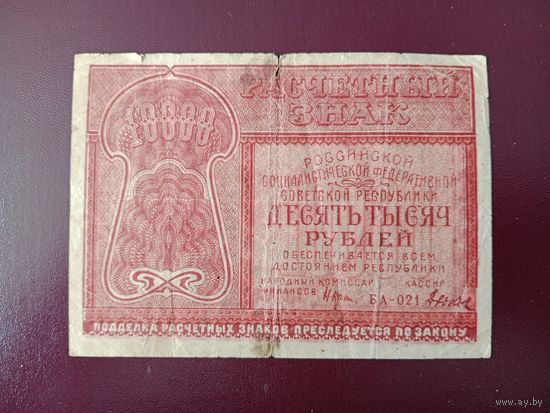 10000
РАСЧЕТНЫЙ
ЗНАК
РОССИЙСКОЙ
СОЦИАЛИСТИЧЕСКОЙ ФЕДЕРАТИВНОЙ
СОВЕТСКОЙ РЕСПУБЛИКИ
ДЕСЯТЬ ТЫСЯЧ
РУБЛЕЙ
ОБЕСПЕЧИВАЕТСЯ ВСЕМ
ДОСТОЯНИЕМ РЕСПУБЛИКИ
НАРОДНЫЙ КОМИССАР КАССИР
ФИНАНСОВ БА-021
ПОДДЕЛКА РАСЧЕТНЫХ ЗНАКОВ ПРЕСЛЕДУЕТСЯ ПО ЗАКОНУ
www.ay.by